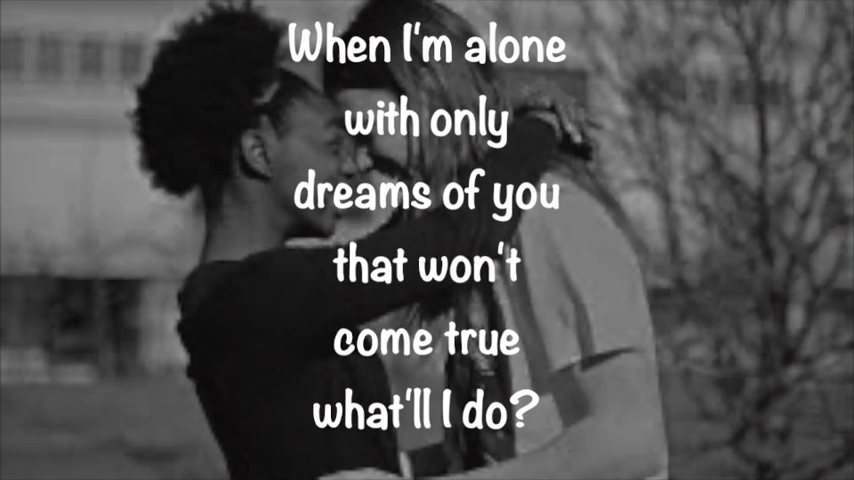 When I'm alone
with only
dreams of you
that won't
come true
what'll I do?